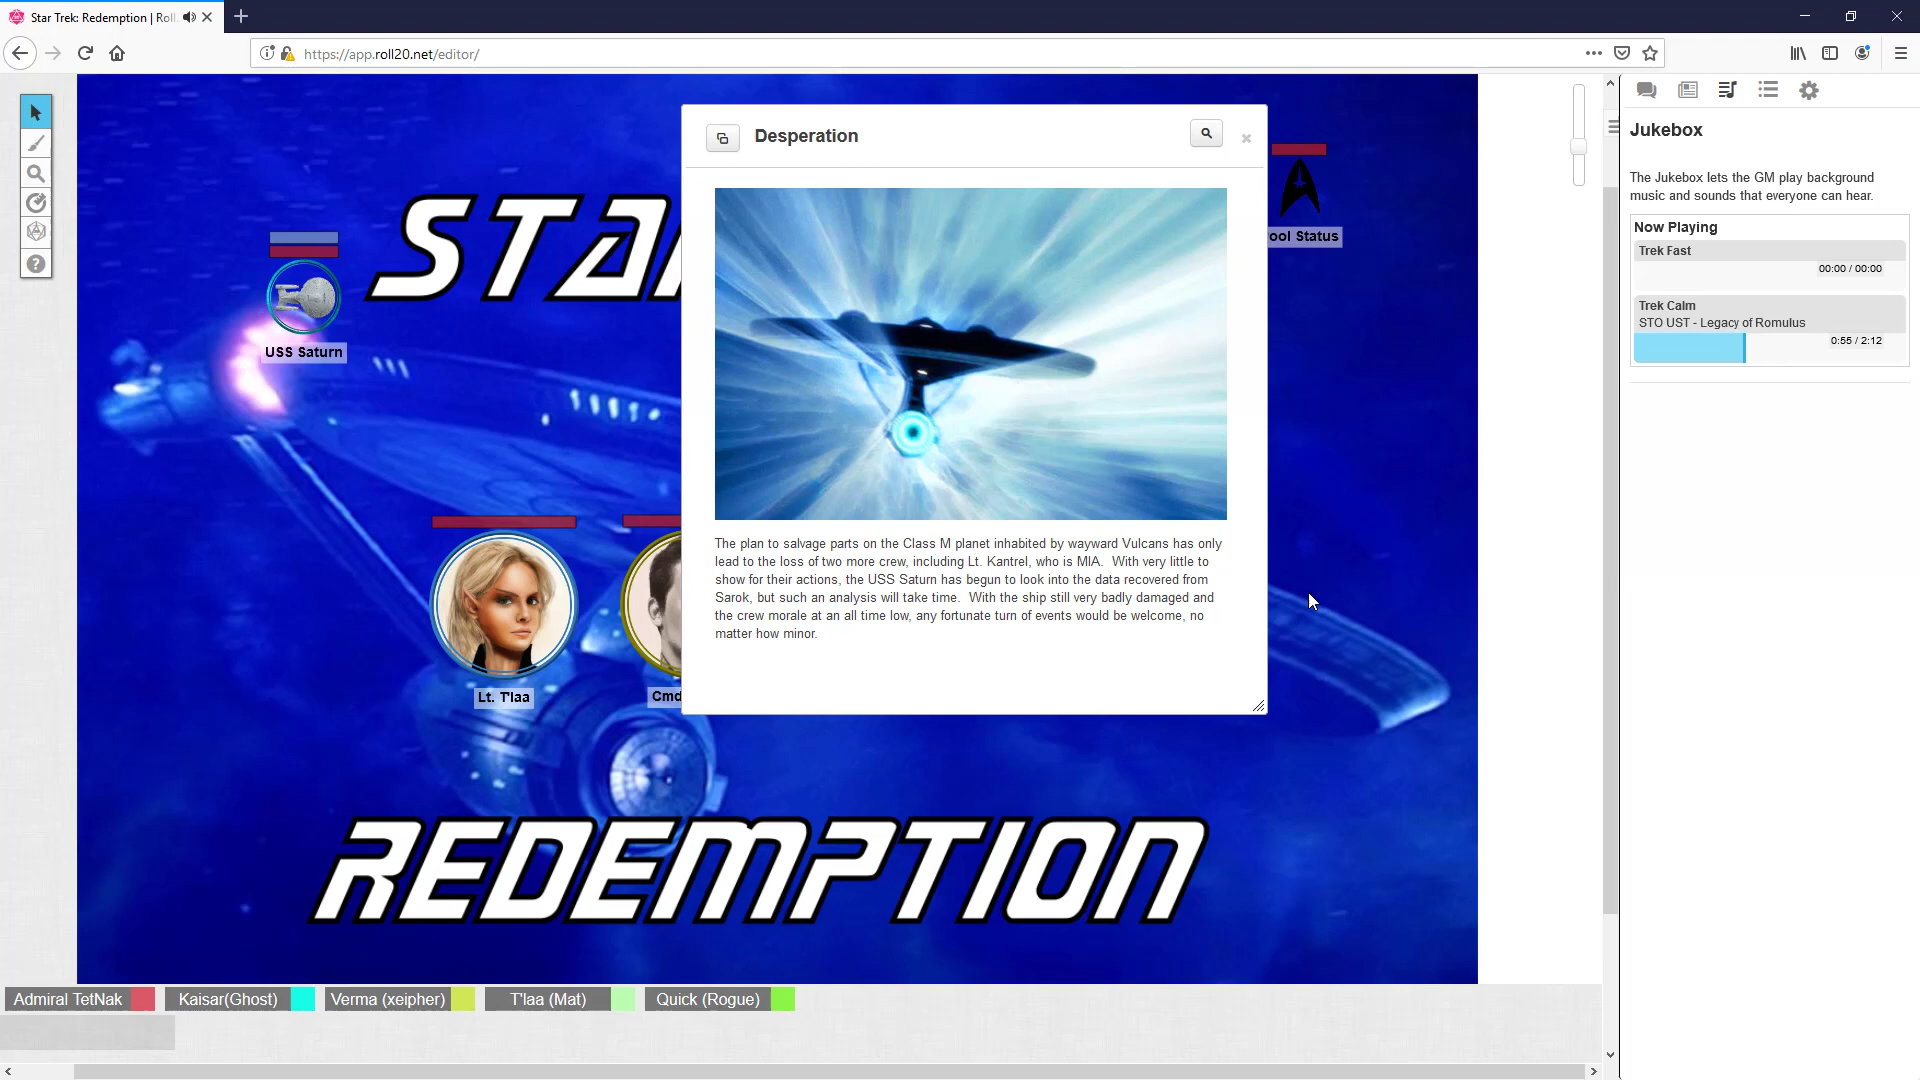 Star Trek: Redemption | Roll
https://app.roll20.net/editor/
Desperation
STA
ool Status
USS Saturn
The plan to salvage parts on the Class M planet inhabited by wayward Vulcans has only
lead to the loss of two more crew, including Lt. Kantrel, who is MIA.  With very little to
show for their actions, the USS Saturn has begun to look into the data recovered from
Sarok, but such an analysis will take time.  With the ship still very badly damaged and
the crew morale at an all time low, any fortunate turn of events would be welcome, no
matter how minor.
Lt. T'laa
Cmd
REDEMPTION
Admiral TetNak
Kaisar(Ghost)
Verma (xeipher)
T'laa (Mat)
Quick (Rogue)
Jukebox
The Jukebox lets the GM play background
music and sounds that everyone can hear.
Now Playing
Trek Fast
00:00 / 00:00
Trek Calm
STO UST - Legacy of Romulus
0:55 / 2:12